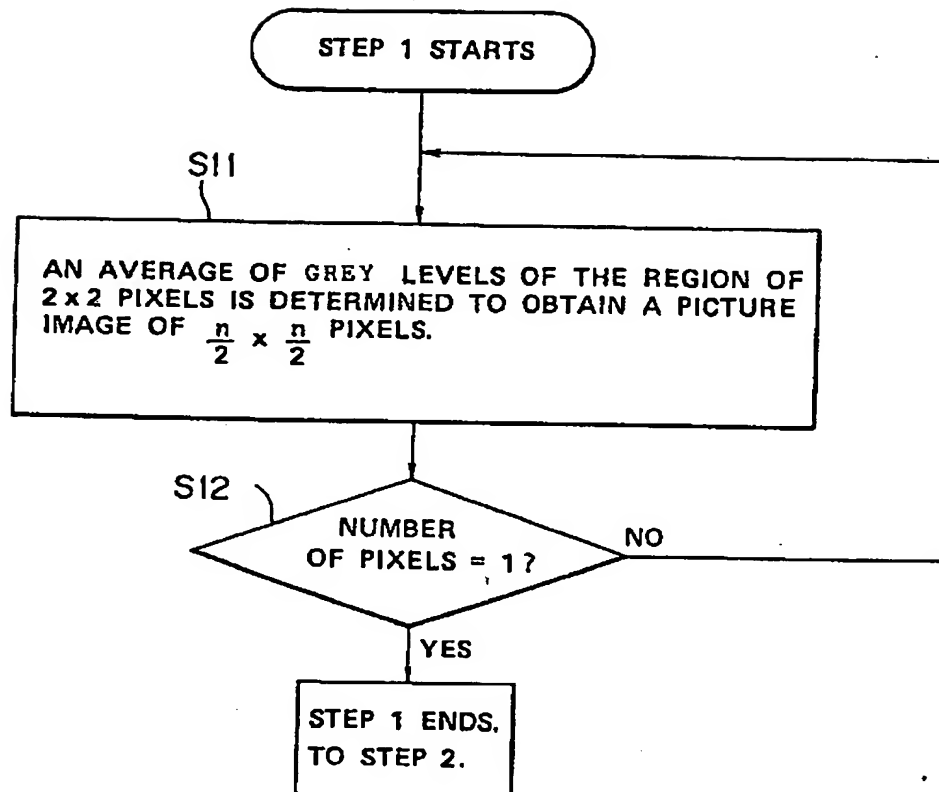 STEP 1 STARTS
S11
AN AVERAGE OF GREY LEVELS OF THE REGION OF
2 x 2 PIXELS IS DETERMINED TO OBTAIN A PICTURE
IMAGE OF n/2 x n/2 PIXELS.
S12
NUMBER
OF PIXELS = 1?
NO
YES
STEP 1 ENDS.
TO STEP 2.